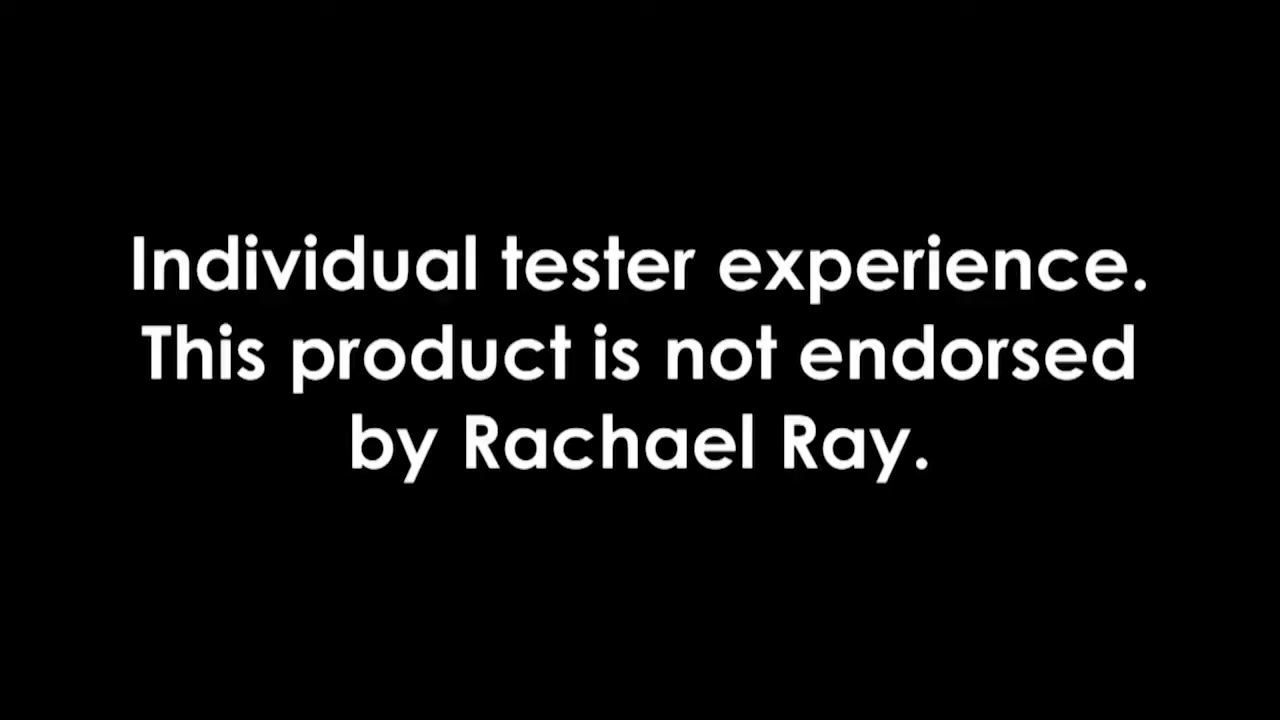 Individual tester experience.
This product is not endorsed
by Rachael Ray.